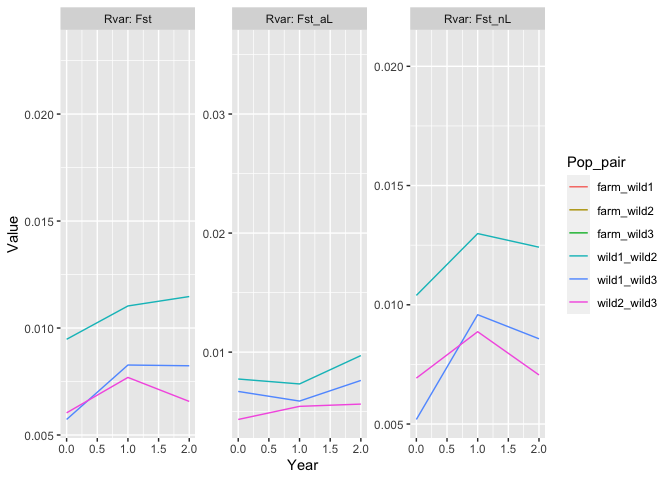 Rvar: Fst
Rvar: Fst_aL
Rvar: Fst_nL
Value
0.020
0.015
0.010
0.005
0.03
0.02
0.01
0.020
0.015
0.010
0.005
0.0 0.5 1.0 1.5 2.0
0.0 0.5 1.0 1.5 2.0
0.0 0.5 1.0 1.5 2.0
Year
Pop_pair
farm_wild1
farm_wild2
farm_wild3
wild1_wild2
wild1_wild3
wild2_wild3